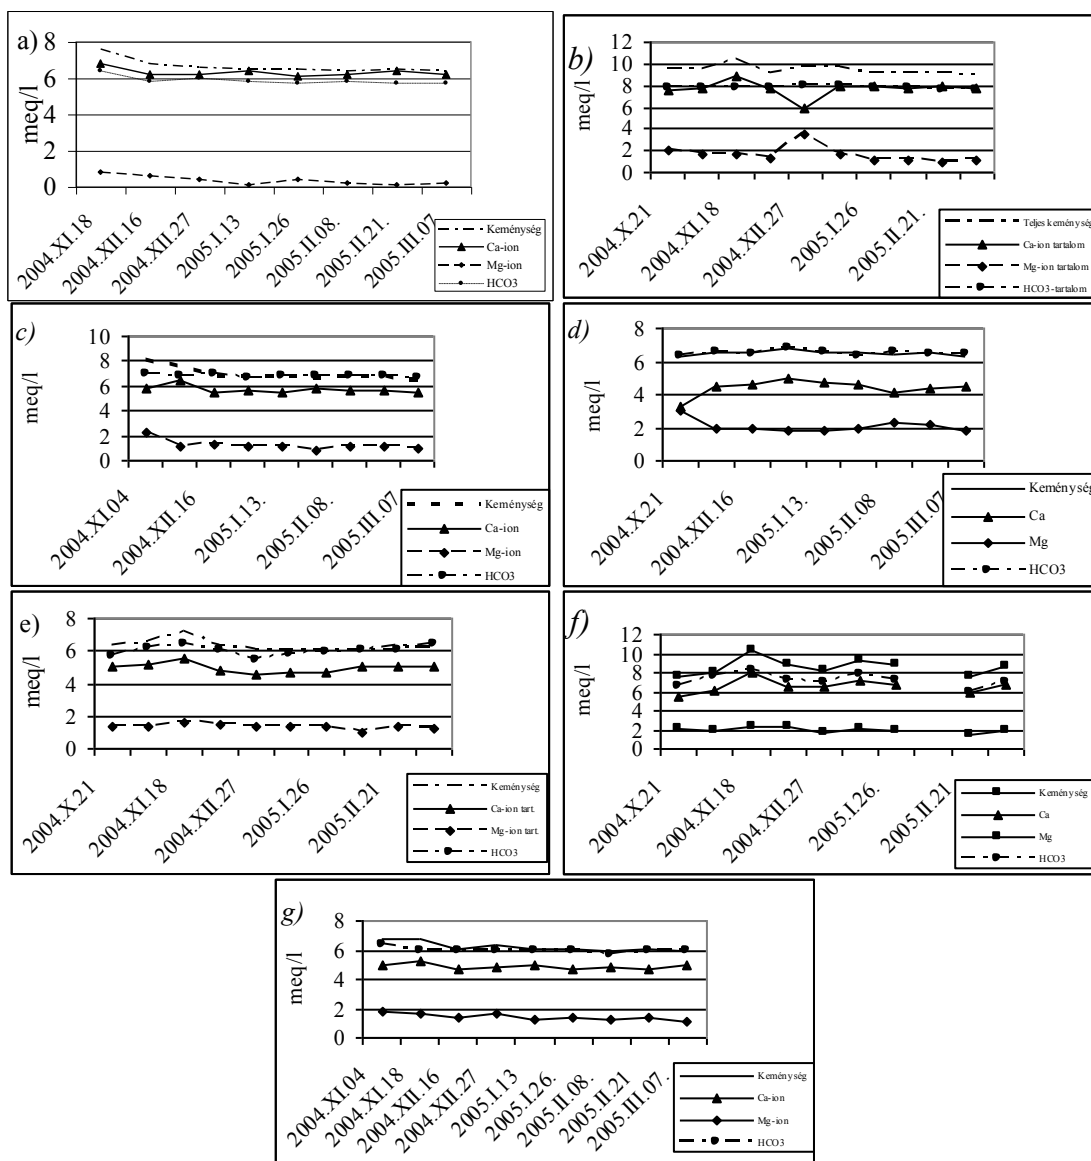 a)
meq/l
8
6
4
2
0
2004.XI.18
2004.XII.16
2004.XII.27
2005.I.13
2005.I.26
2005.II.08.
2005.II.21.
2005.III.07
Keménység
Ca-ion
Mg-ion
HCO3
b)
meq/l
12
10
8
6
4
2
0
2004.X.21
2004.XI.18
2004.XII.27
2005.I.26
2005.II.21.
Teljes keménység
Ca-ion tartalom
Mg-ion tartalom
HCO3-tartalom
c)
meq/l
10
8
6
4
2
0
2004.XI.04
2004.XII.16
2005.I.13.
2005.II.08.
2005.III.07
Keménység
Ca-ion
Mg-ion
HCO3
d)
meq/l
8
6
4
2
0
2004.X.21
2004.XII.16
2005.I.13.
2005.II.08
2005.III.07
Keménység
Ca
Mg
HCO3
e)
meq/l
8
6
4
2
0
2004.X.21
2004.XI.18
2004.XII.27
2005.I.26
2005.II.21
Keménység
Ca-ion tart.
Mg-ion tart.
HCO3
f)
meq/l
12
10
8
6
4
2
0
2004.X.21
2004.XI.18
2004.XII.27
2005.I.26.
2005.II.21
Keménység
Ca
Mg
HCO3
g)
meq/l
8
6
4
2
0
2004.XI.04
2004.XI.18
2004.XII.16
2004.XII.27
2005.I.13
2005.I.26.
2005.II.08.
2005.II.21
2005.III.07.
Keménység
Ca-ion
Mg-ion
HCO3